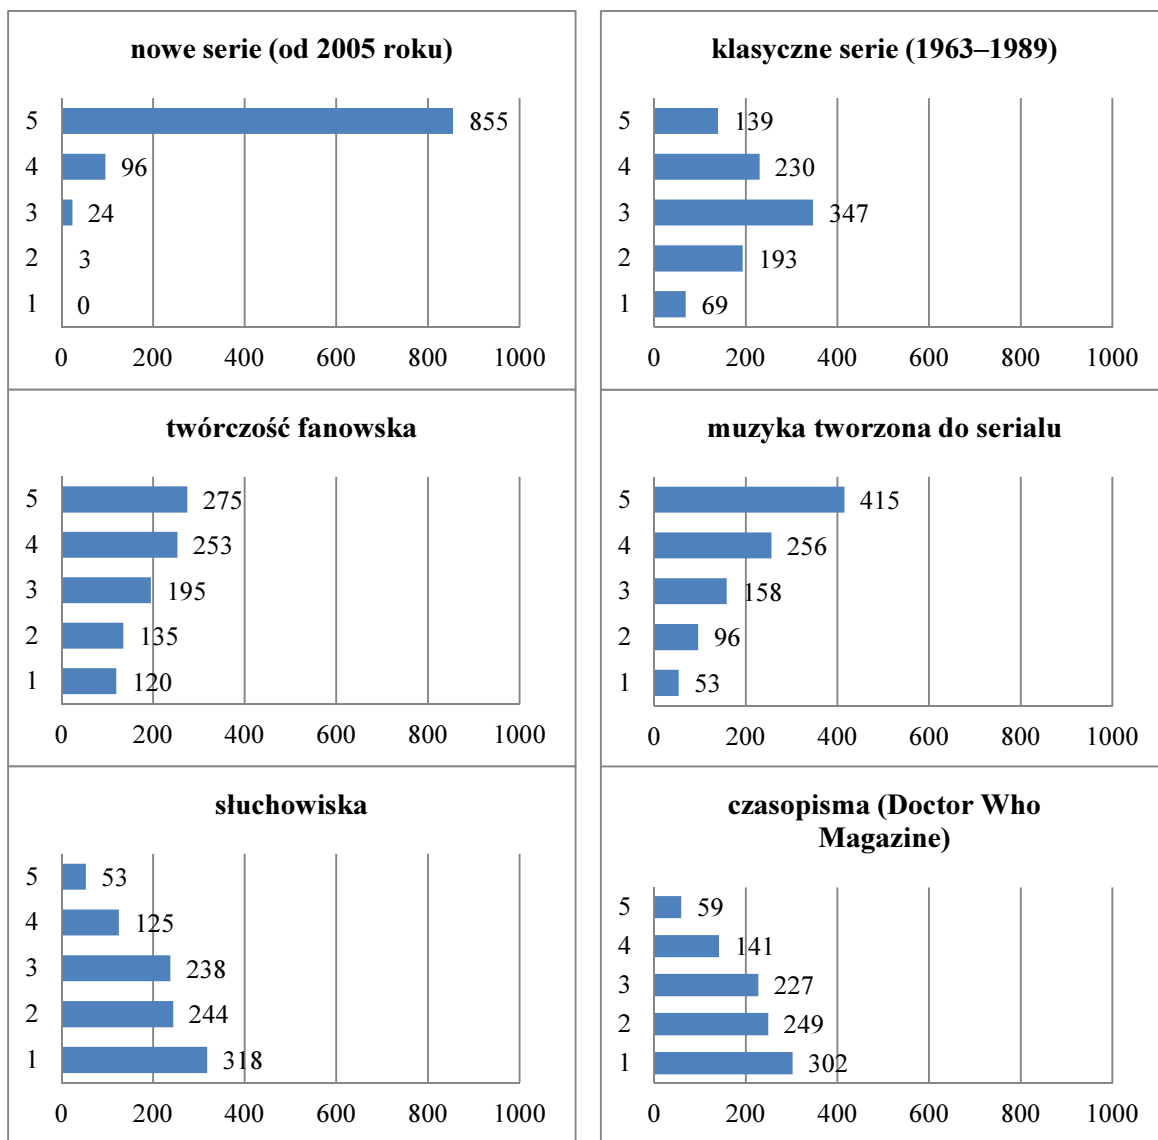 nowe serie (od 2005 roku)
5 855
4 96
3 24
2 3
1 0
0 200 400 600 800 1000
klasyczne serie (1963–1989)
5 139
4 230
3 347
2 193
1 69
0 200 400 600 800 1000
twórczość fanowska
5 275
4 253
3 195
2 135
1 120
0 200 400 600 800 1000
muzyka tworzona do serialu
5 415
4 256
3 158
2 96
1 53
0 200 400 600 800 1000
słuchowiska
5 53
4 125
3 238
2 244
1 318
0 200 400 600 800 1000
czasopisma (Doctor Who
Magazine)
5 59
4 141
3 227
2 249
1 302
0 200 400 600 800 1000